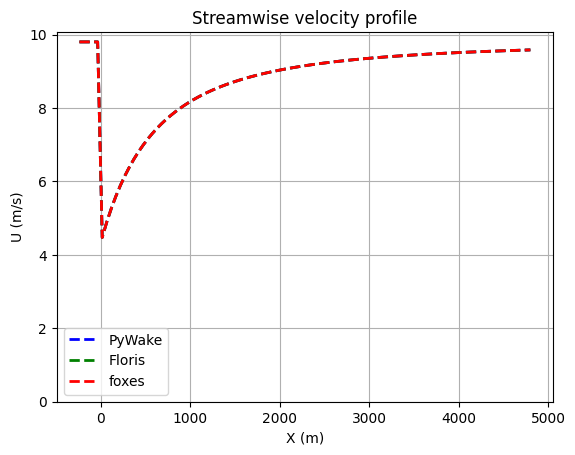 Streamwise velocity profile
U (m/s)
10
8
6
4
2
0
PyWake
Floris
foxes
0 1000 2000 3000 4000 5000
X (m)